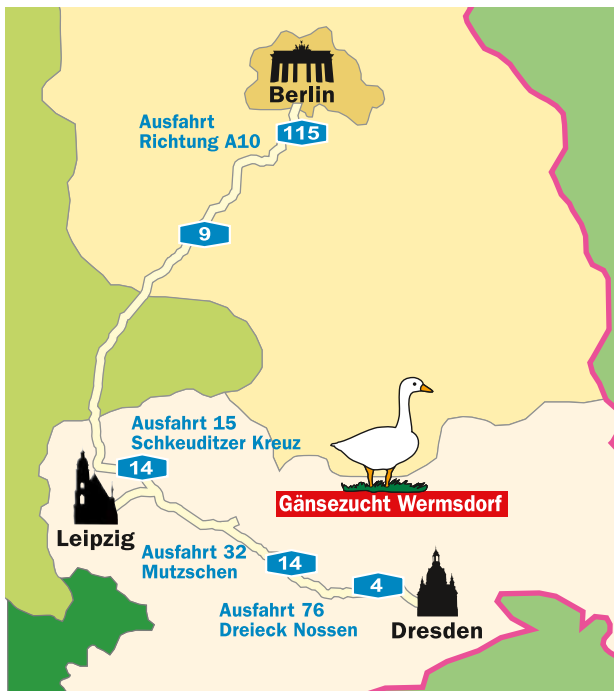 Berlin
Ausfahrt
Richtung A10
115
9
Ausfahrt 15
Schkeuditzer Kreuz
14
Gänsezucht Wermsdorf
Leipzig
Ausfahrt 32
Mutzschen
14
4
Ausfahrt 76
Dreieck Nossen
Dresden